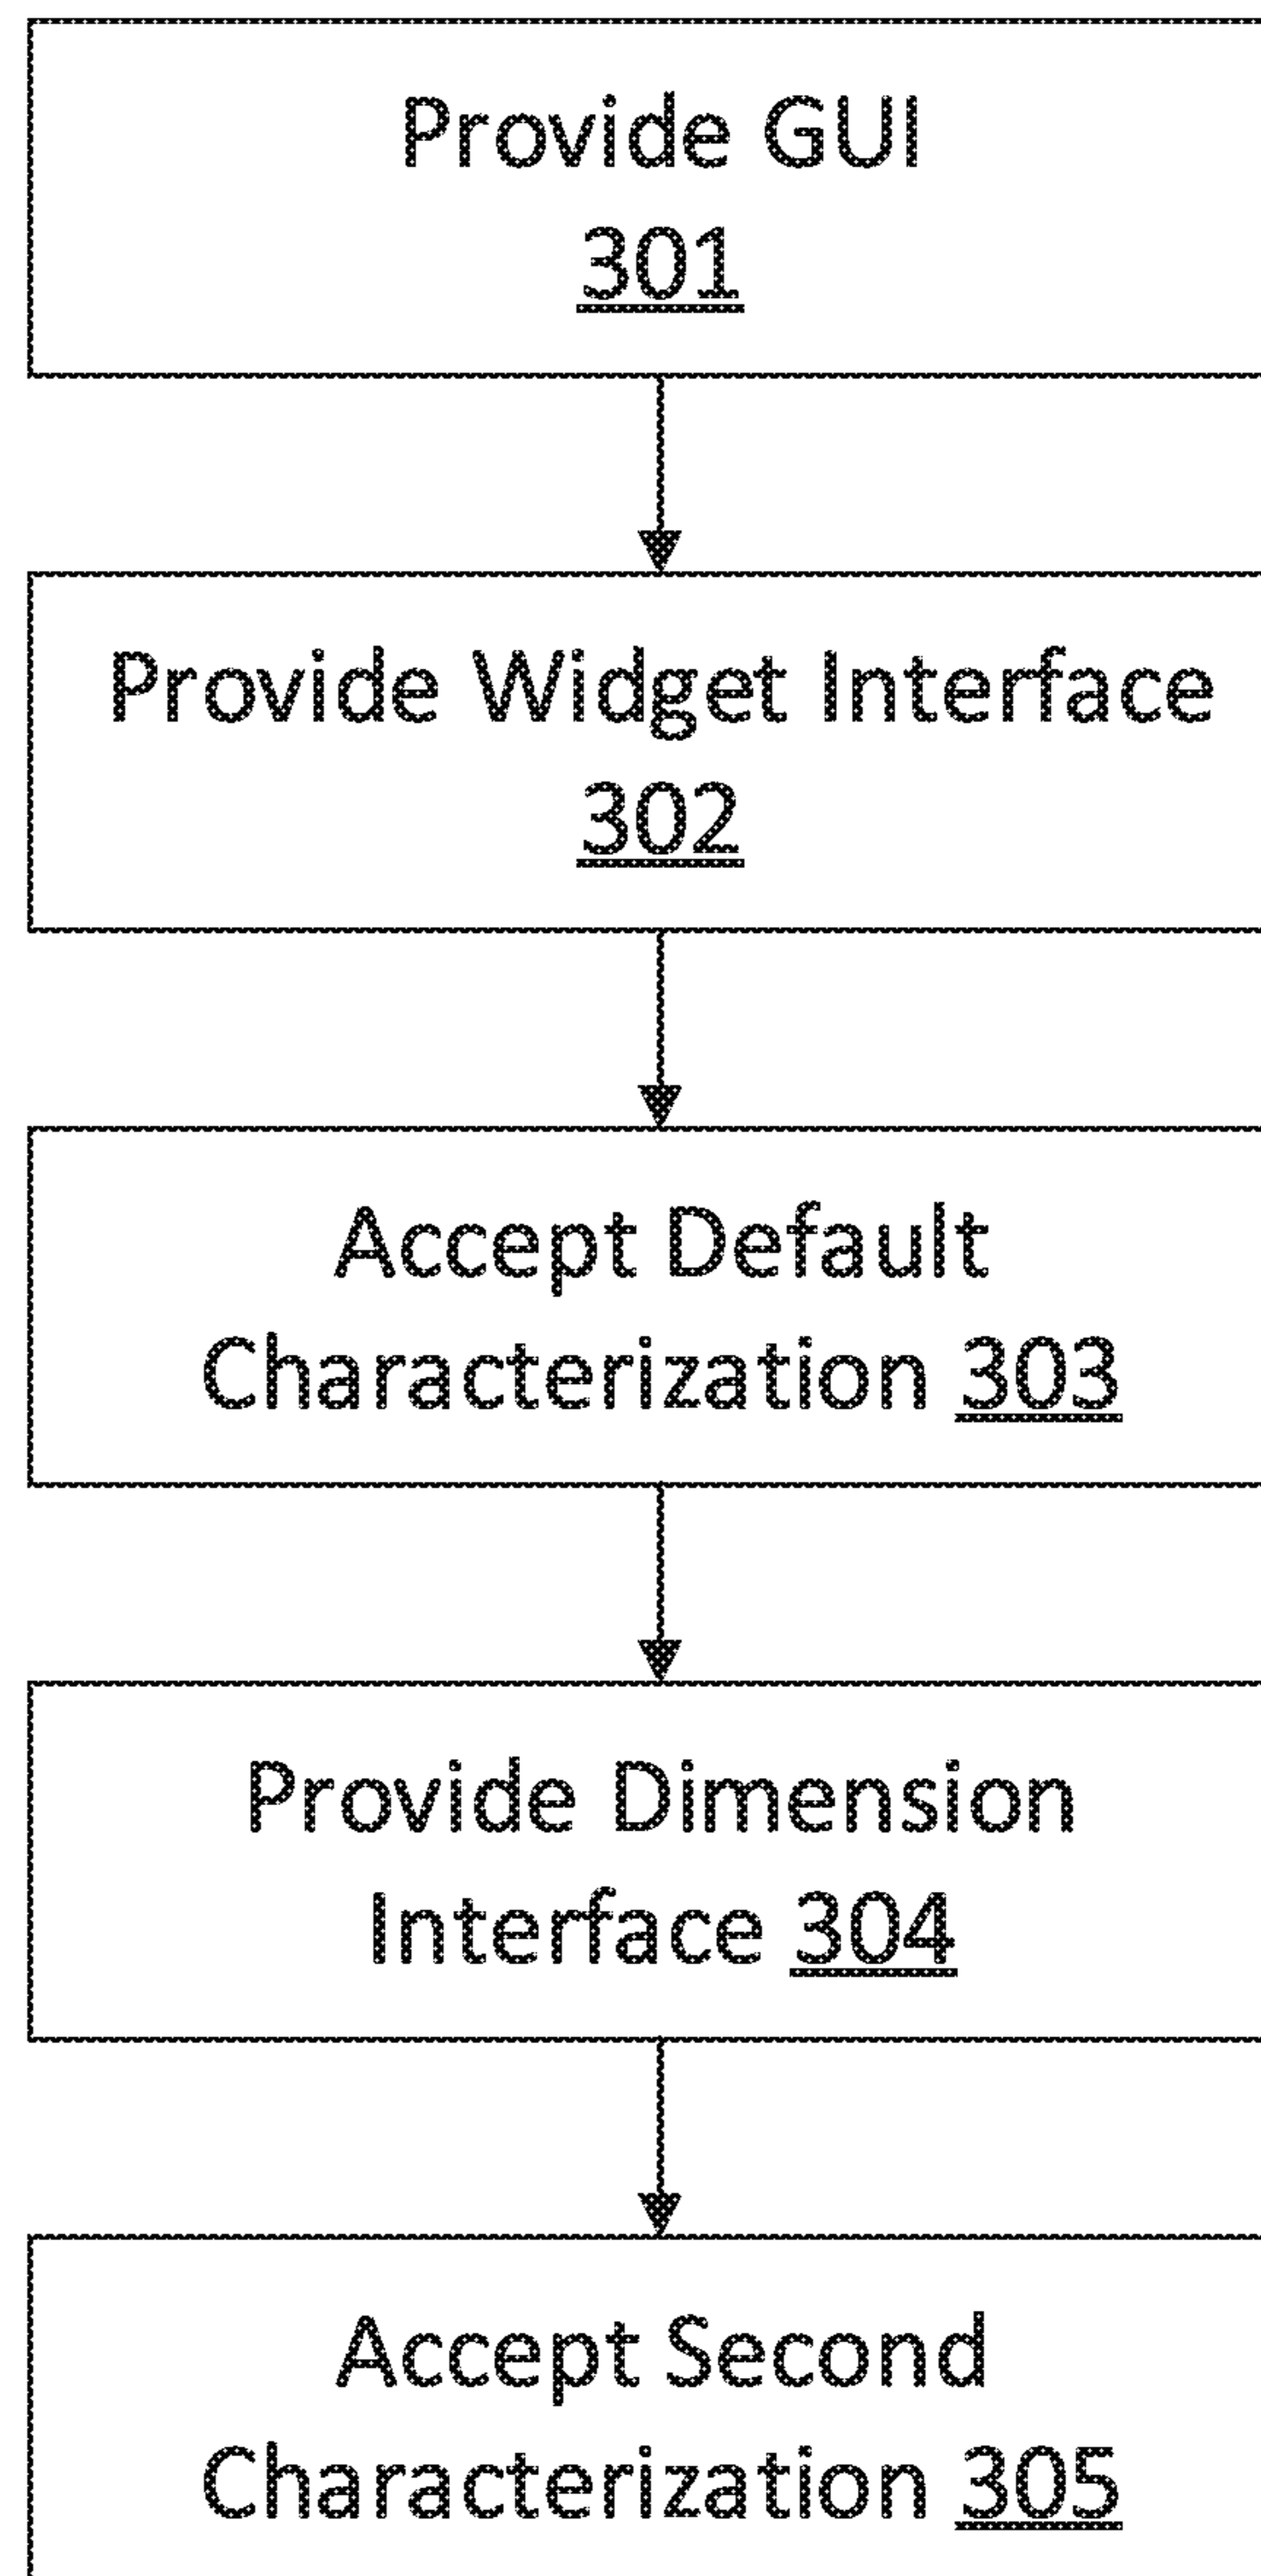 Provide GUI
301
Provide Widget Interface
302
Accept Default
Characterization 303
Provide Dimension
Interface 304
Accept Second
Characterization 305